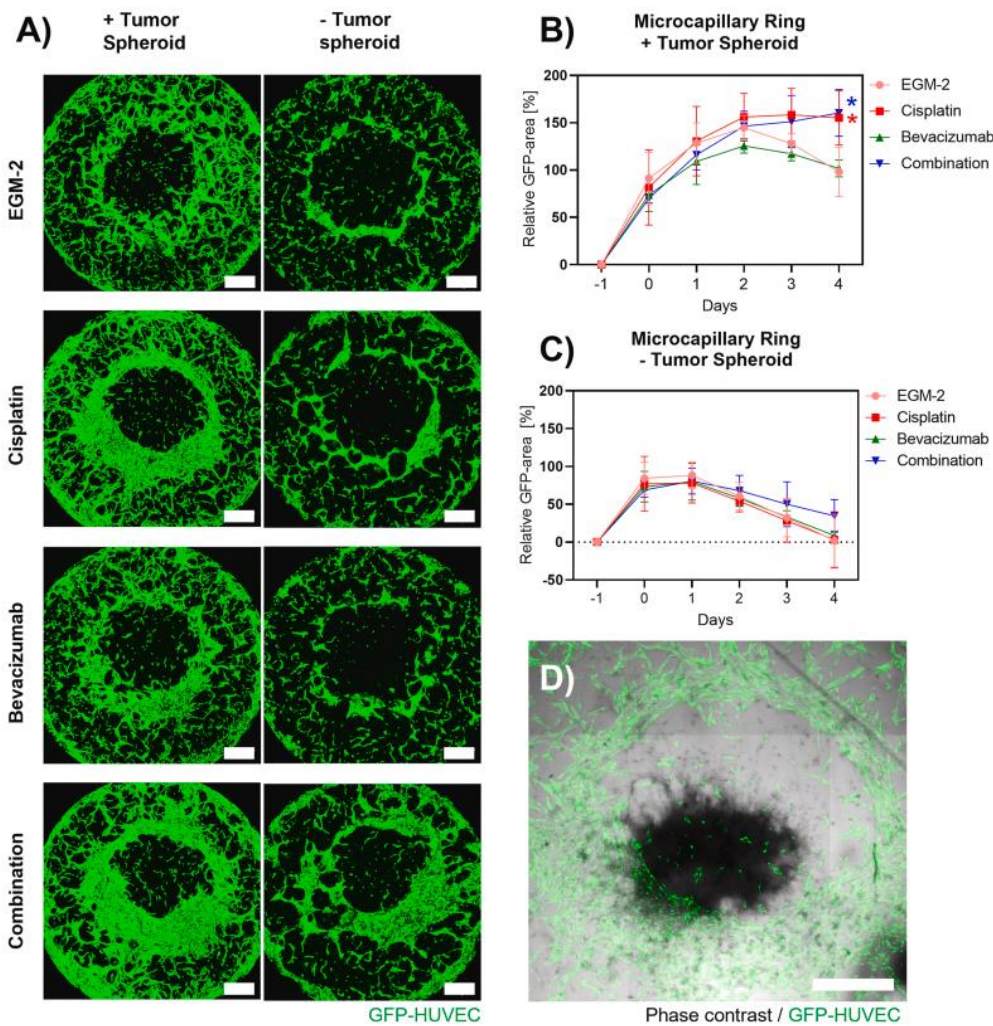 A)
+ Tumor
Spheroid
- Tumor
spheroid
EGM-2
Cisplatin
Bevacizumab
Combination
GFP-HUVEC
B)
Microcapillary Ring
+ Tumor Spheroid
Relative GFP-area [%]
200
150
100
50
0
-1
0
1
2
3
4
Days
*
*
EGM-2
Cisplatin
Bevacizumab
Combination
C)
Microcapillary Ring
- Tumor Spheroid
Relative GFP-area [%]
200
150
100
50
0
-50
-1
0
1
2
3
4
Days
EGM-2
Cisplatin
Bevacizumab
Combination
D)
Phase contrast / GFP-HUVEC